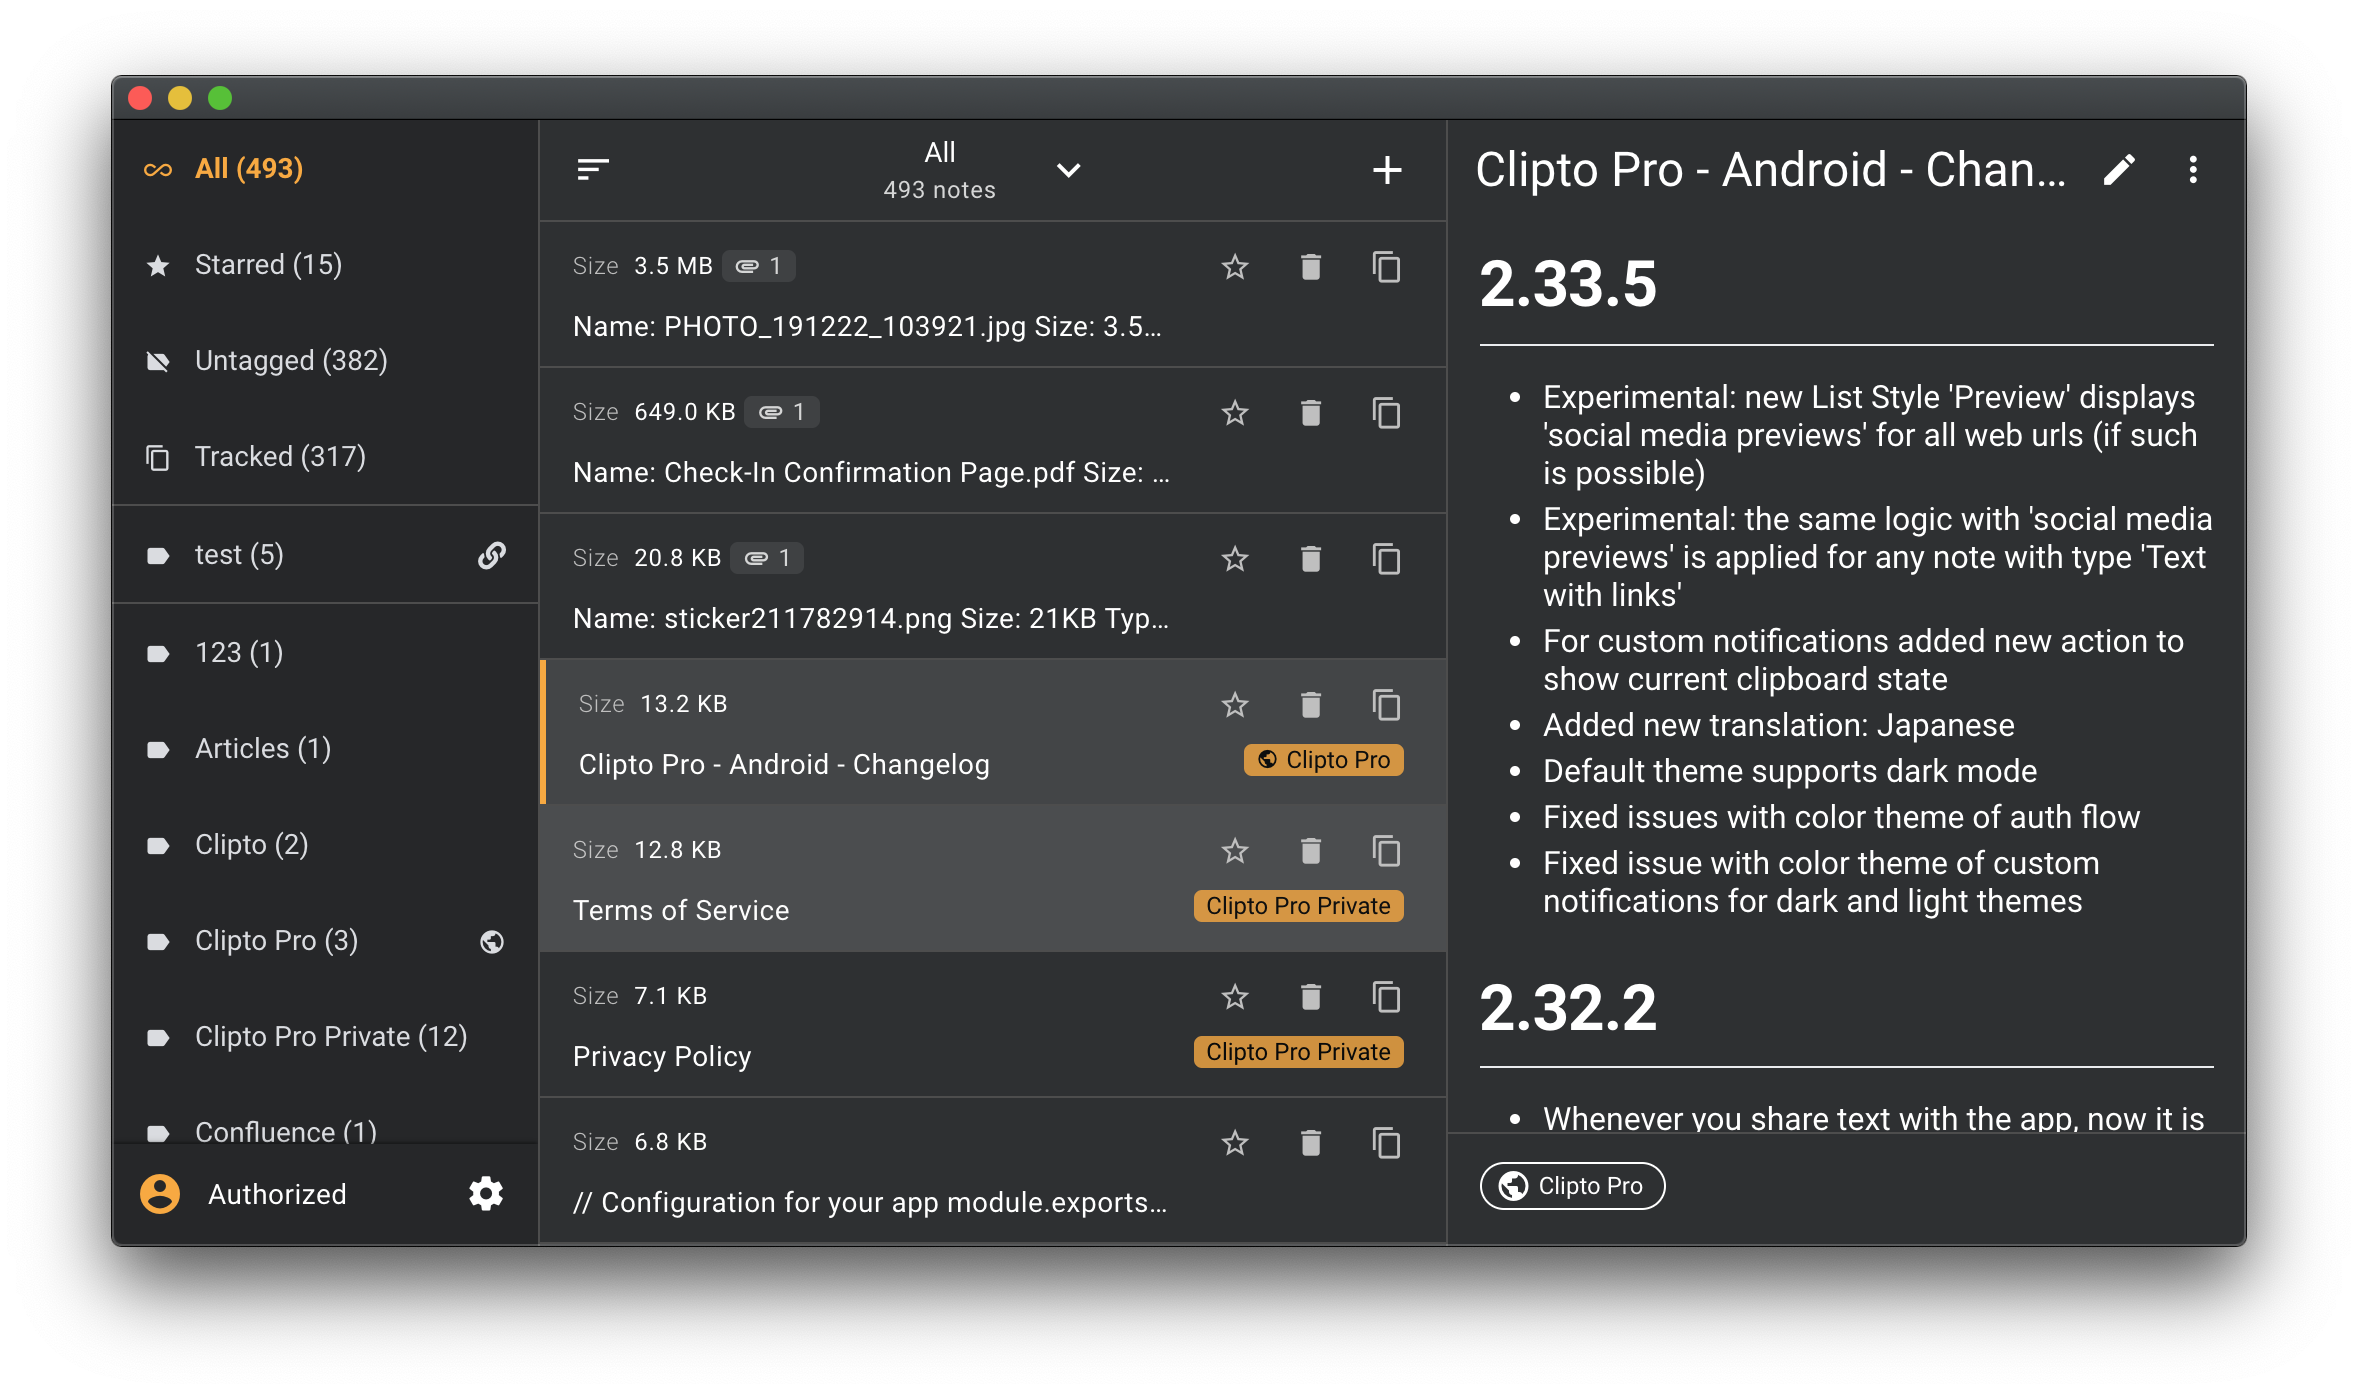 All (493)
Starred (15)
Untagged (382)
Tracked (317)
test (5)
123 (1)
Articles (1)
Clipto (2)
Clipto Pro (3)
Clipto Pro Private (12)
Confluence (1)
Authorized
All
493 notes
Size 3.5 MB 1
Name: PHOTO_191222_103921.jpg Size: 3.5...
Size 649.0 KB 1
Name: Check-In Confirmation Page.pdf Size: ...
Size 20.8 KB 1
Name: sticker211782914.png Size: 21KB Typ...
Size 13.2 KB
Clipto Pro - Android - Changelog
Clipto Pro
Size 12.8 KB
Terms of Service
Clipto Pro Private
Size 7.1 KB
Privacy Policy
Clipto Pro Private
Size 6.8 KB
// Configuration for your app module.exports...
Clipto Pro - Android - Chan...
2.33.5
• Experimental: new List Style 'Preview' displays
'social media previews' for all web urls (if such
is possible)
• Experimental: the same logic with 'social media
previews' is applied for any note with type 'Text
with links'
• For custom notifications added new action to
show current clipboard state
• Added new translation: Japanese
• Default theme supports dark mode
• Fixed issues with color theme of auth flow
• Fixed issue with color theme of custom
notifications for dark and light themes
2.32.2
• Whenever you share text with the app, now it is
Clipto Pro